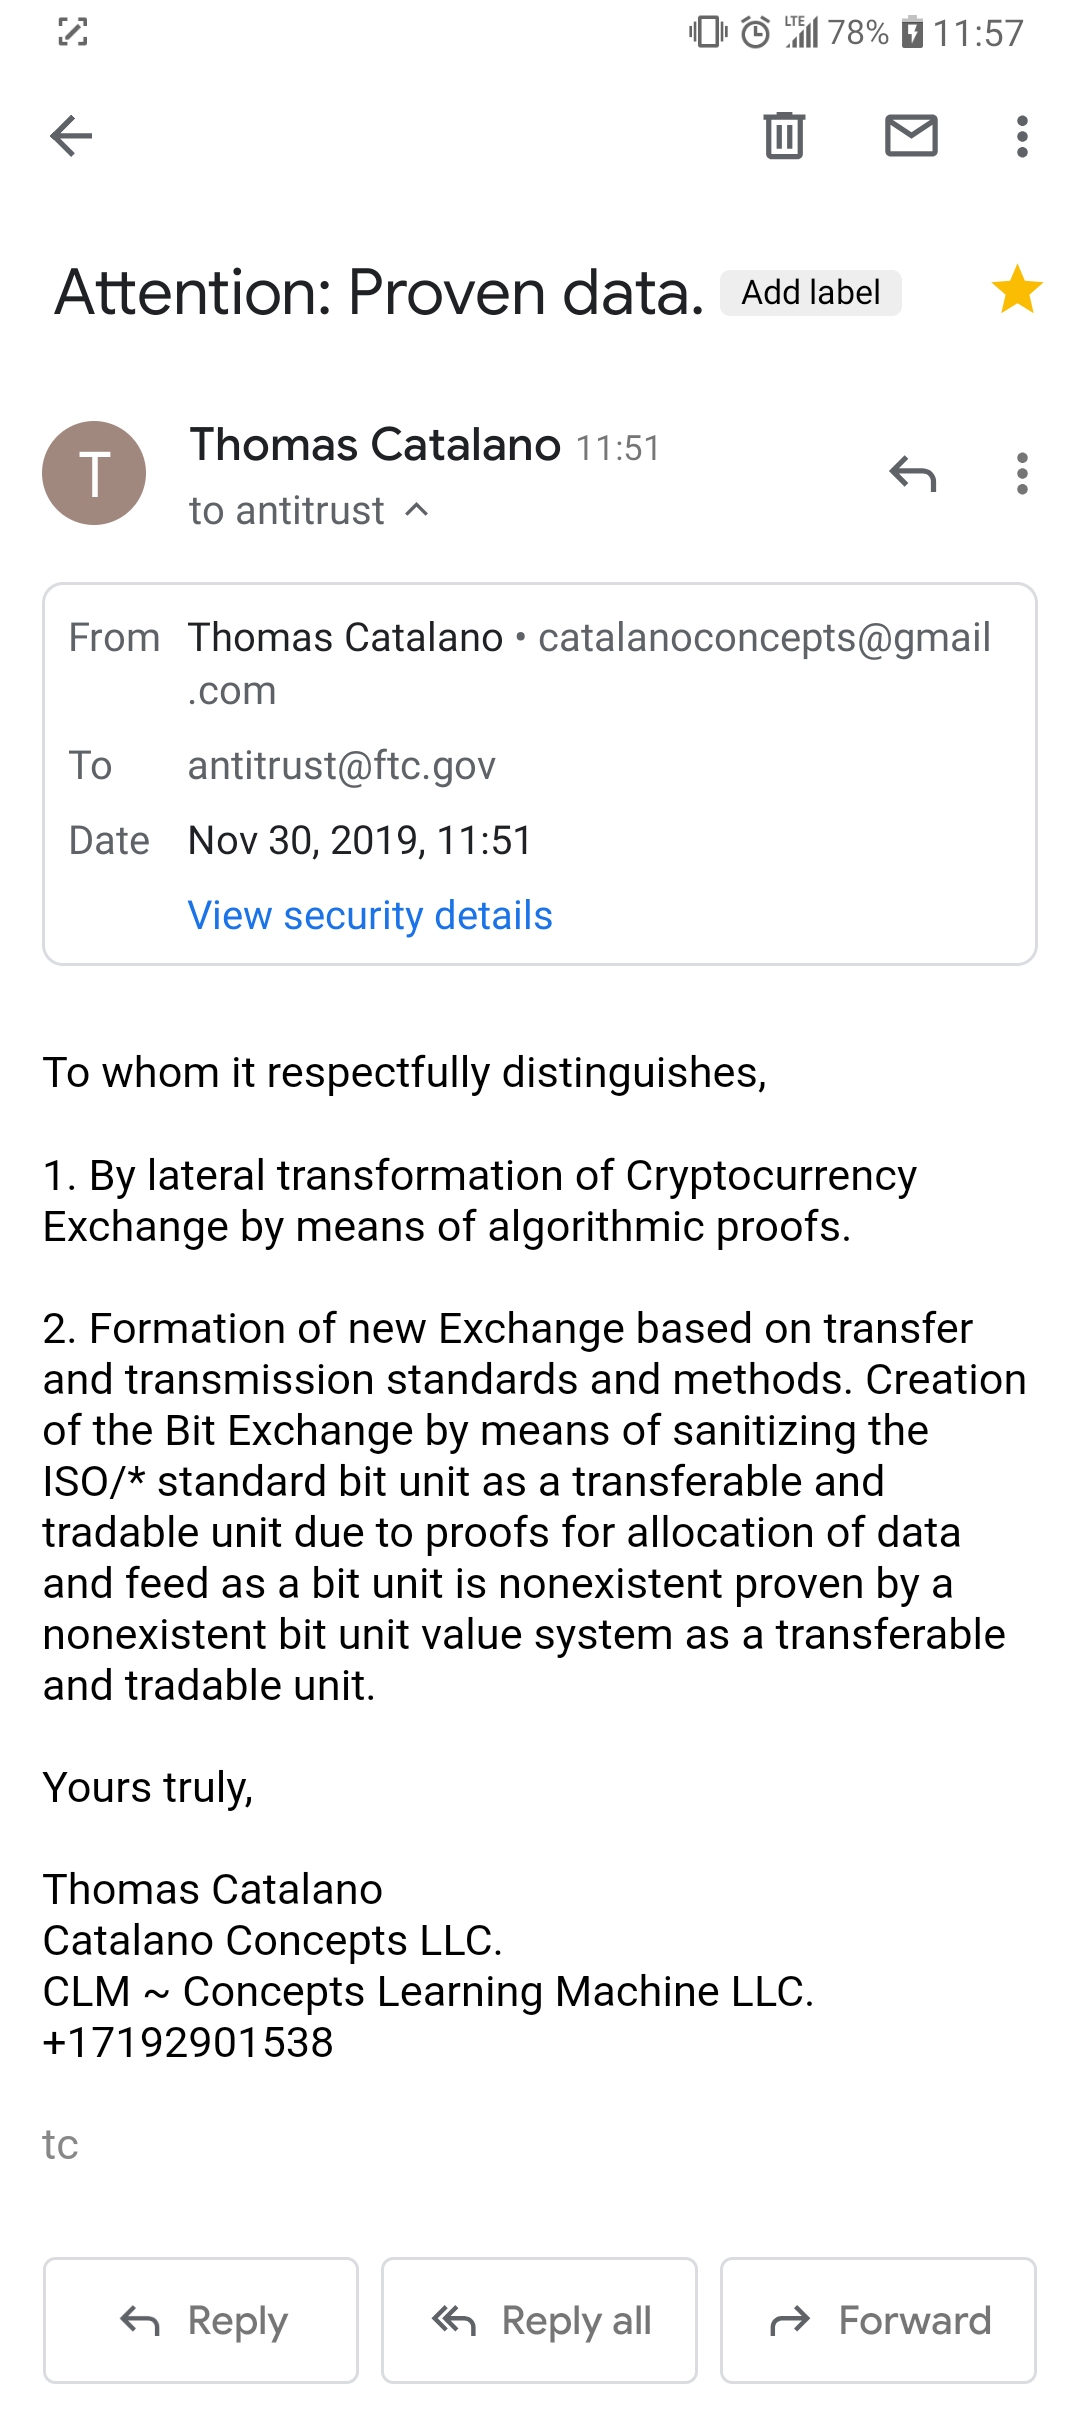 LTE 78% 11:57
Attention: Proven data. Add label
T
Thomas Catalano 11:51
to antitrust
From Thomas Catalano • catalanoconcepts@gmail
.com
To antitrust@ftc.gov
Date Nov 30, 2019, 11:51
View security details
To whom it respectfully distinguishes,
1. By lateral transformation of Cryptocurrency
Exchange by means of algorithmic proofs.
2. Formation of new Exchange based on transfer
and transmission standards and methods. Creation
of the Bit Exchange by means of sanitizing the
ISO/* standard bit unit as a transferable and
tradable unit due to proofs for allocation of data
and feed as a bit unit is nonexistent proven by a
nonexistent bit unit value system as a transferable
and tradable unit.
Yours truly,
Thomas Catalano
Catalano Concepts LLC.
CLM ~ Concepts Learning Machine LLC.
+17192901538
tc
Reply Reply all Forward